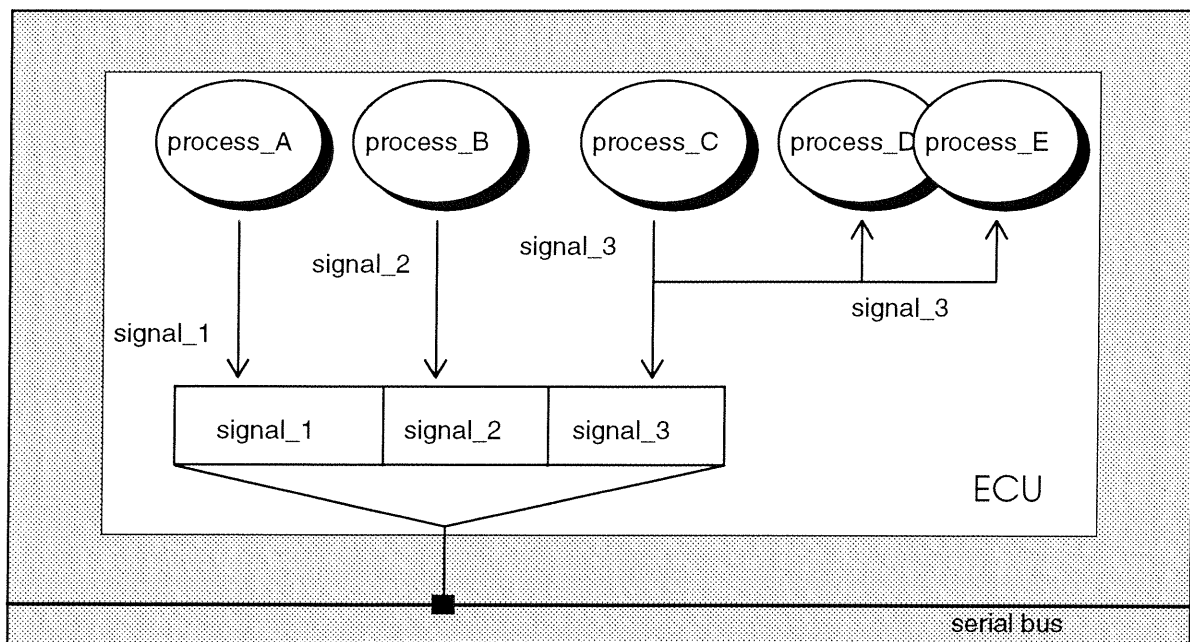 process_A
process_B
process_C
process_D
process_E
signal_3
signal_2
signal_3
signal_1
signal_1
signal_2
signal_3
ECU
serial bus